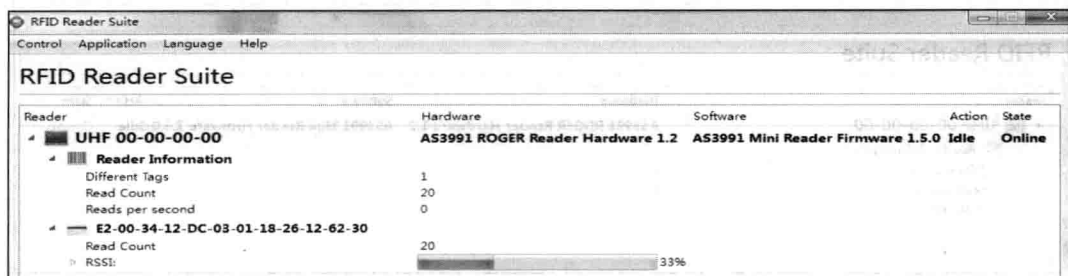 RFID Reader Suite
Control Application Language Help
RFID Reader Suite
Reader Hardware Software Action State
UHF 00-00-00-00 AS3991 ROGER Reader Hardware 1.2 AS3991 Mini Reader Firmware 1.5.0 Idle Online
Reader Information
Different Tags 1
Read Count 20
Reads per second 0
E2-00-34-12-DC-03-01-18-26-12-62-30
Read Count 20
RSSI: 33%